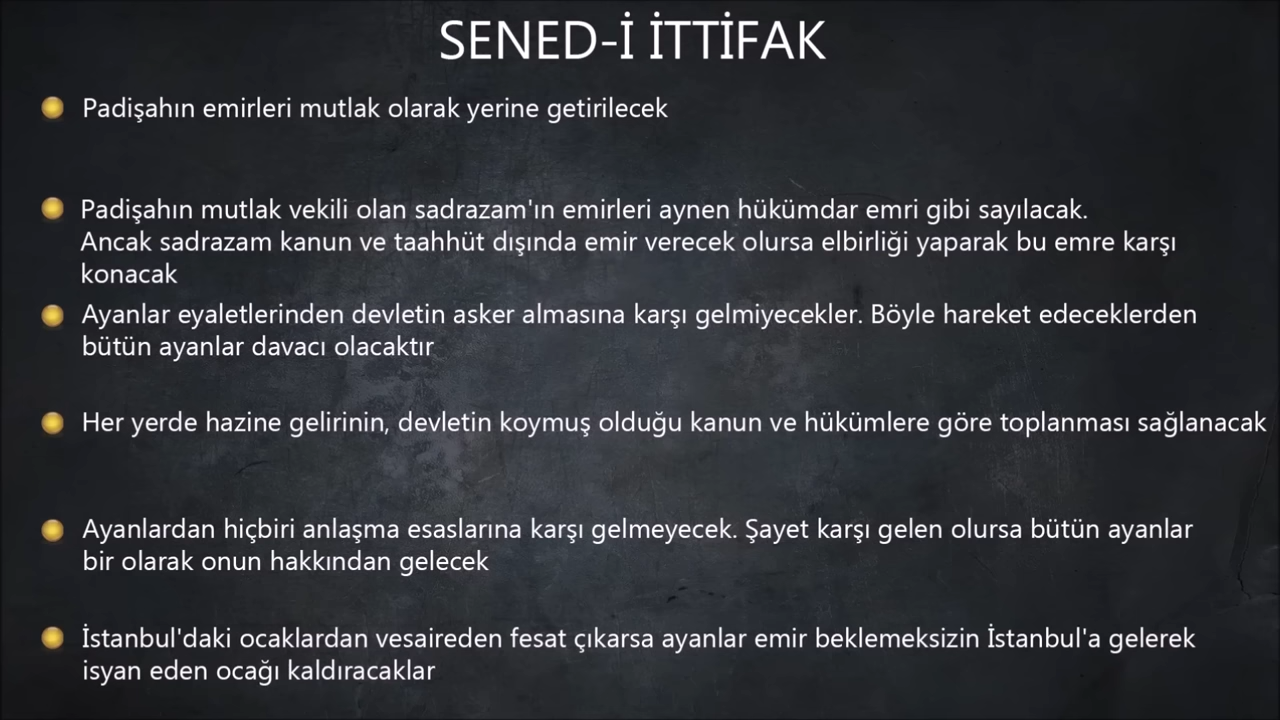 SENED-İ İTTİFAK
Padişahın emirleri mutlak olarak yerine getirilecek
Padişahın mutlak vekili olan sadrazam'ın emirleri aynen hükümdar emri gibi sayılacak.
Ancak sadrazam kanun ve taahhüt dışında emir verecek olursa elbirliği yaparak bu emre karşı
konacak
Ayanlar eyaletlerinden devletin asker almasına karşı gelmiyecekler. Böyle hareket edeceklerden
bütün ayanlar davacı olacaktır
Her yerde hazine gelirinin, devletin koymuş olduğu kanun ve hükümlere göre toplanması sağlanacak
Ayanlardan hiçbiri anlaşma esaslarına karşı gelmeyecek. Şayet karşı gelen olursa bütün ayanlar
bir olarak onun hakkından gelecek
İstanbul'daki ocaklardan vesaireden fesat çıkarsa ayanlar emir beklemeksizin İstanbul'a gelerek
isyan eden ocağı kaldıracaklar